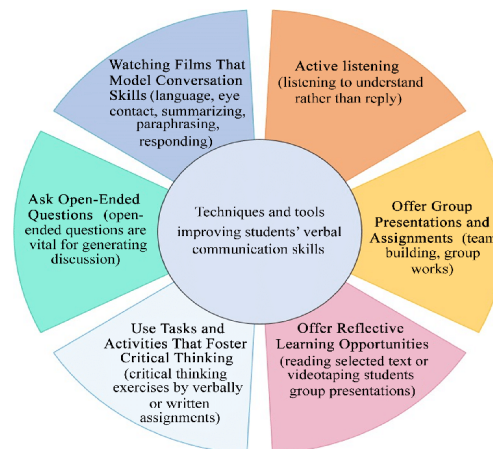 Watching Films That
Model Conversation
Skills (language, eye
contact, summarizing,
paraphrasing,
responding)
Active listening
(listening to understand
rather than reply)
Ask Open-Ended
Questions (open-
ended questions are
vital for generating
discussion)
Techniques and tools
improving students’ verbal
communication skills
Offer Group
Presentations and
Assignments (team
building, group
works)
Use Tasks and
Activities That Foster
Critical Thinking
(critical thinking
exercises by verbally
or written
assignments)
Offer Reflective
Learning Opportunities
(reading selected text or
videotaping students
group presentations)